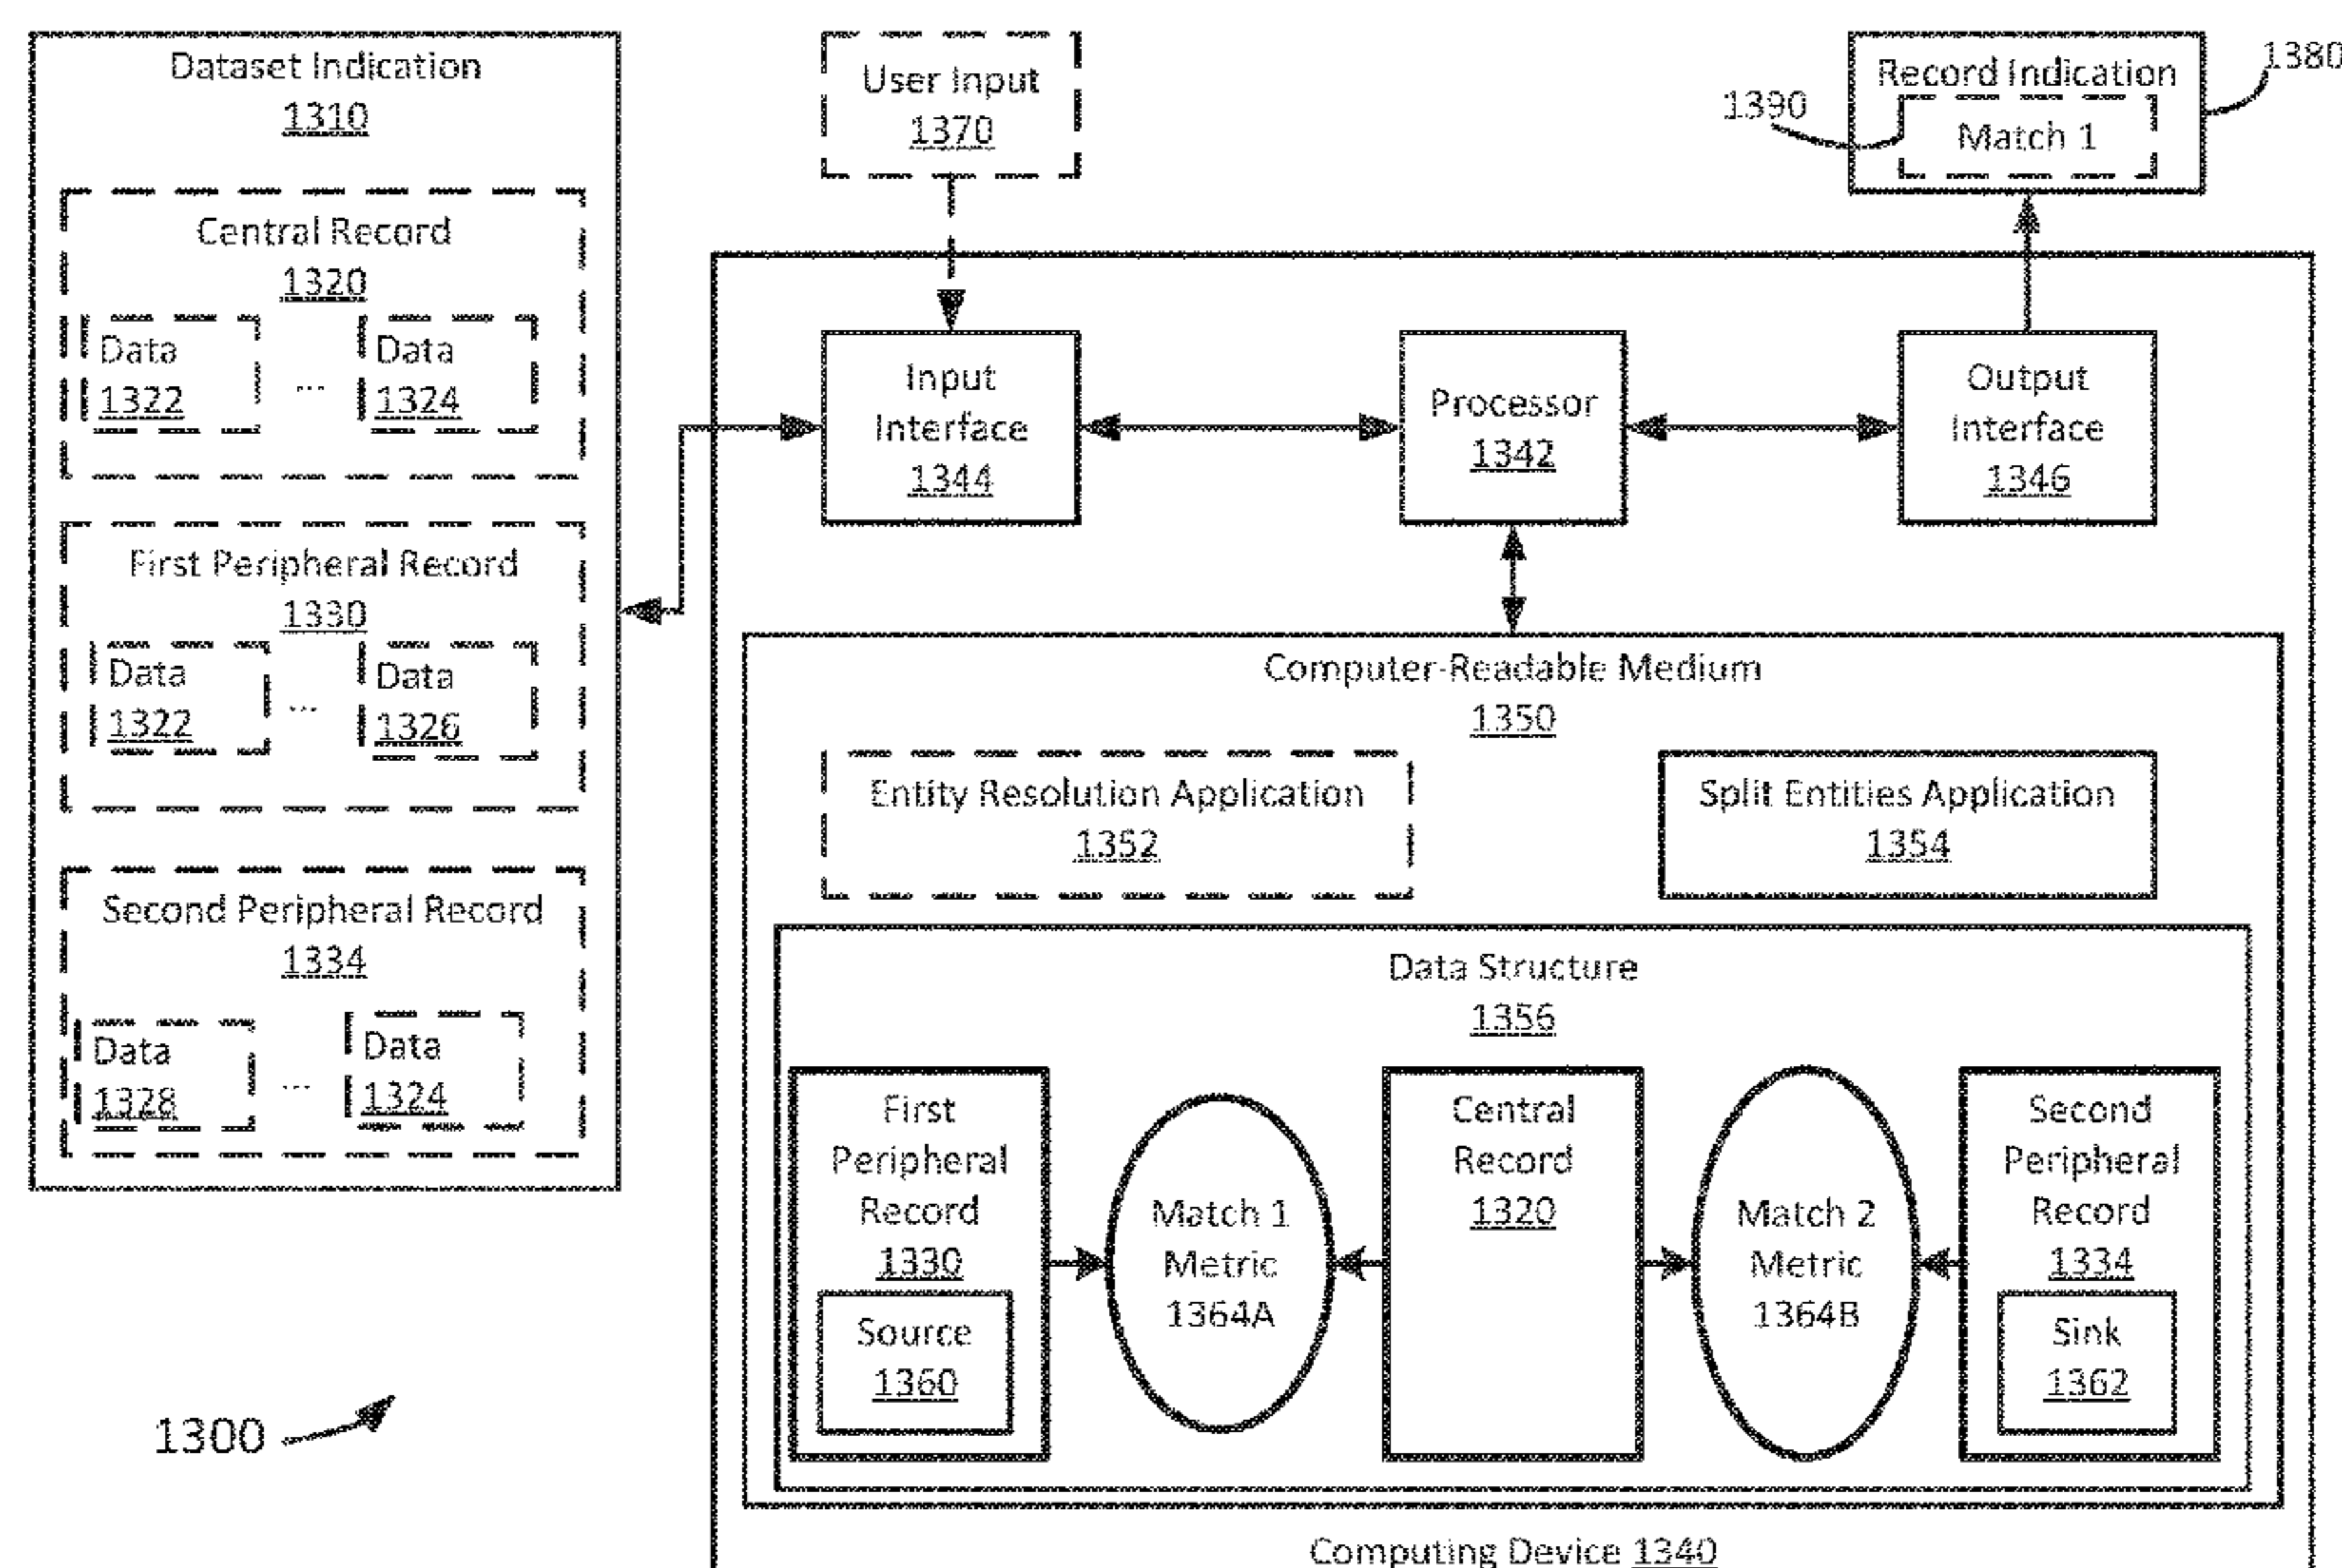 Dataset Indication
1310
Central Record
1320
Data
1322
...
Data
1324
First Peripheral Record
1330
Data
1322
...
Data
1326
Second Peripheral Record
1334
Data
1328
...
Data
1324
1300
User Input
1370
Record Indication
Match 1
1390
1380
Input
Interface
1344
Processor
1342
Output
Interface
1346
Computer-Readable Medium
1350
Entity Resolution Application
1352
Split Entities Application
1354
Data Structure
1356
First
Peripheral
Record
1330
Source
1360
Match 1
Metric
1364A
Central
Record
1320
Match 2
Metric
1364B
Second
Peripheral
Record
1334
Sink
1362
Computing Device 1340